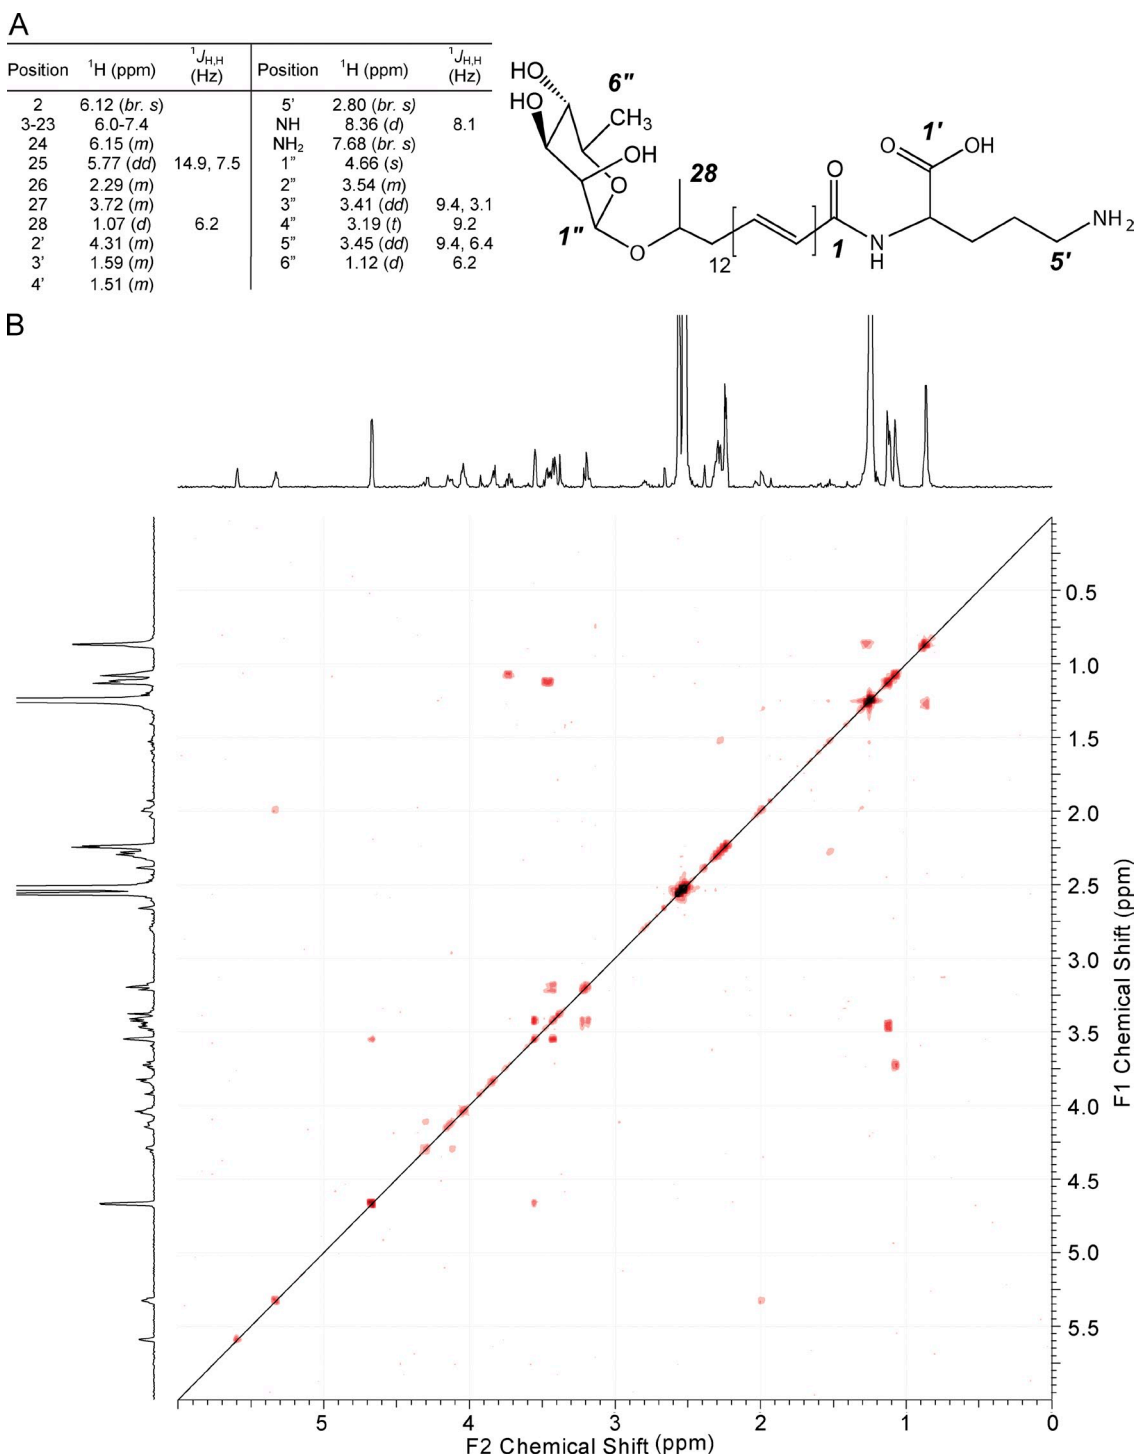 A
Position ¹H (ppm) ¹J_H,H (Hz) Position ¹H (ppm) ¹J_H,H (Hz)
2 6.12 (br. s) 5' 2.80 (br. s)
3-23 6.0-7.4 NH 8.36 (d) 8.1
24 6.15 (m) NH₂ 7.68 (br. s)
25 5.77 (dd) 14.9, 7.5 1" 4.66 (s)
26 2.29 (m) 2" 3.54 (m)
27 3.72 (m) 3" 3.41 (dd) 9.4, 3.1
28 1.07 (d) 6.2 4" 3.19 (t) 9.2
2' 4.31 (m) 5" 3.45 (dd) 9.4, 6.4
3' 1.59 (m) 6" 1.12 (d) 6.2
4' 1.51 (m)
HO 6"
HO CH₃ 1'
OH O OH
O 28 O
NH₂
1" O 12 1 N H 5'
B
0.5
1.0
1.5
2.0
2.5
3.0
3.5
4.0
4.5
5.0
5.5
F1 Chemical Shift (ppm)
5 4 3 2 1 0
F2 Chemical Shift (ppm)